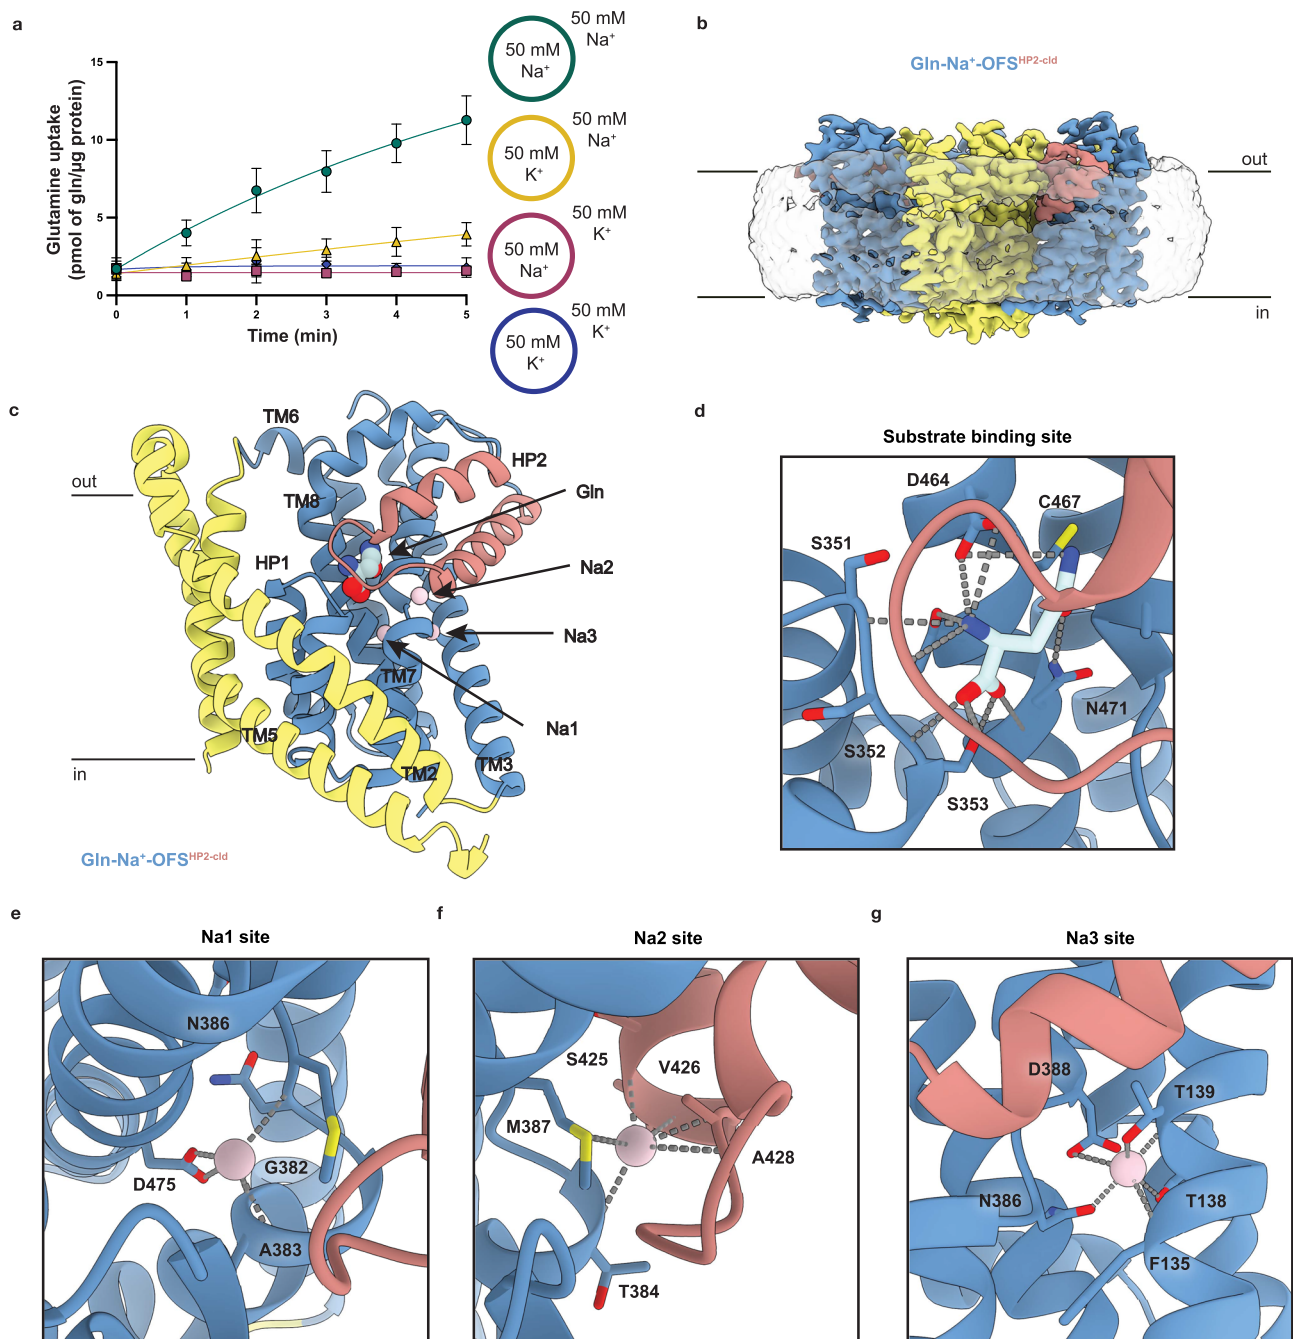 a
Glutamine uptake
(pmol of gln/µg protein)
15
10
5
0
0
1
2
3
4
5
Time (min)
50 mM
Na⁺
50 mM
Na⁺
50 mM
Na⁺
50 mM
K⁺
50 mM
K⁺
50 mM
Na⁺
50 mM
K⁺
50 mM
K⁺
b
Gln-Na⁺-OFS^HP2-cld
out
in
c
TM6
HP2
out
TM8
Gln
HP1
Na2
Na3
TM7
Na1
TM5
in
TM2
TM3
Gln-Na⁺-OFS^HP2-cld
d
Substrate binding site
D464
C467
S351
N471
S352
S353
e
Na1 site
N386
G382
D475
A383
f
Na2 site
S425
V426
M387
A428
T384
g
Na3 site
D388
T139
N386
T138
F135